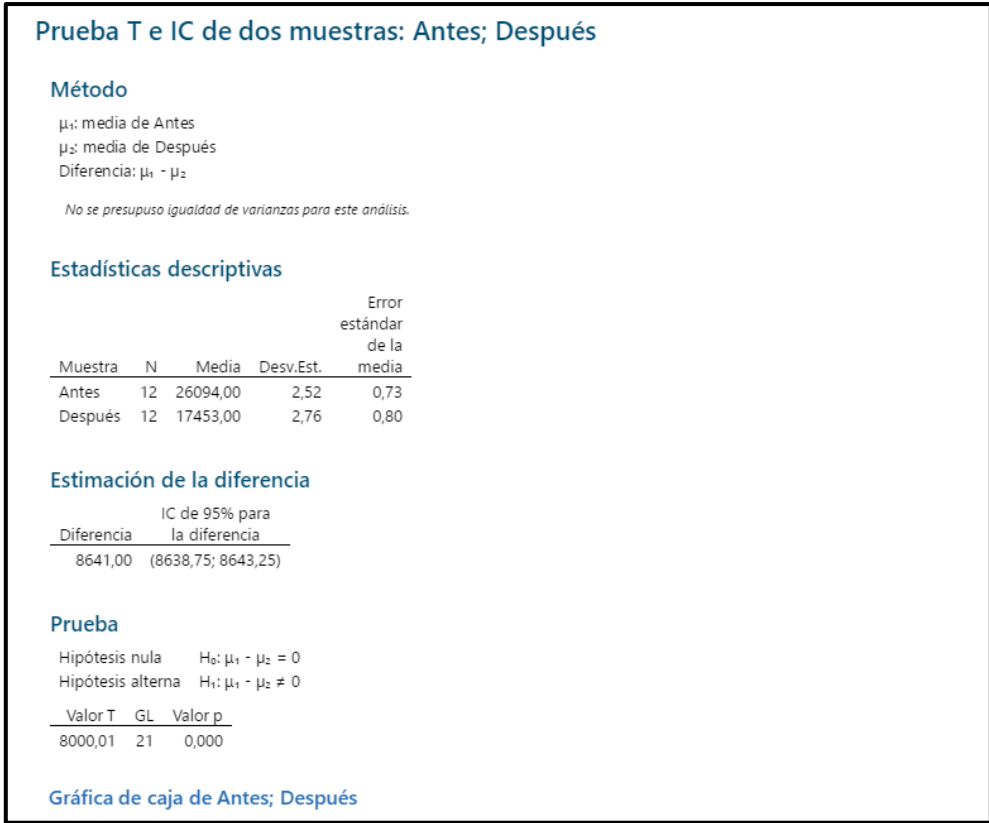 Prueba T e IC de dos muestras: Antes; Después
Método
μ₁: media de Antes
μ₂: media de Después
Diferencia: μ₁ - μ₂
No se presupuso igualdad de varianzas para este análisis.
Estadísticas descriptivas
Error
estándar
de la
Muestra N Media Desv.Est. media
Antes 12 26094,00 2,52 0,73
Después 12 17453,00 2,76 0,80
Estimación de la diferencia
IC de 95% para
Diferencia la diferencia
8641,00 (8638,75; 8643,25)
Prueba
Hipótesis nula H₀: μ₁ - μ₂ = 0
Hipótesis alterna H₁: μ₁ - μ₂ ≠ 0
Valor T GL Valor p
8000,01 21 0,000
Gráfica de caja de Antes; Después